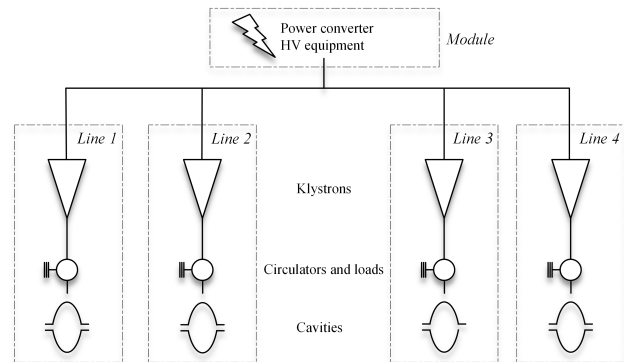 Power converter
HV equipment
Module
Line 1
Line 2
Line 3
Line 4
Klystrons
Circulators and loads
Cavities